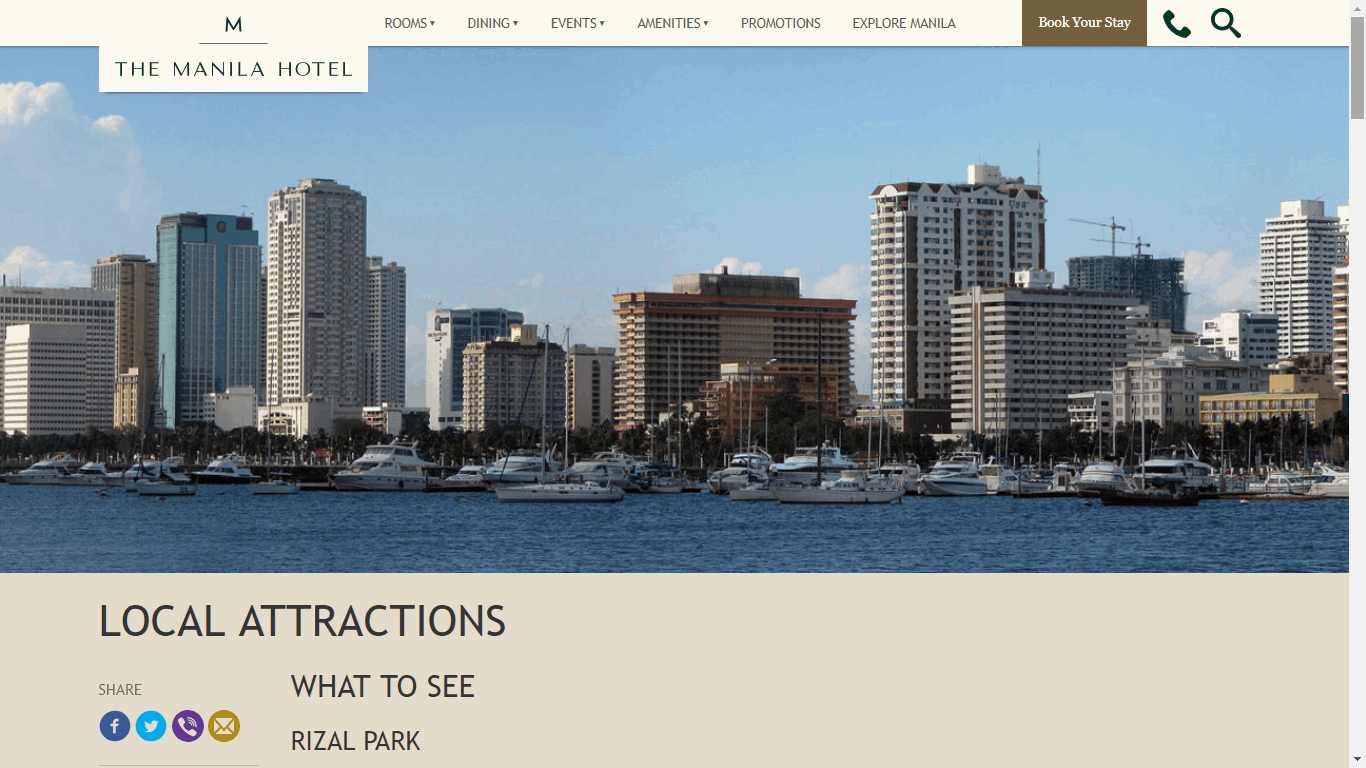 M
THE MANILA HOTEL
ROOMS ▾ DINING ▾ EVENTS ▾ AMENITIES ▾ PROMOTIONS EXPLORE MANILA Book Your Stay
LOCAL ATTRACTIONS
SHARE
WHAT TO SEE
RIZAL PARK